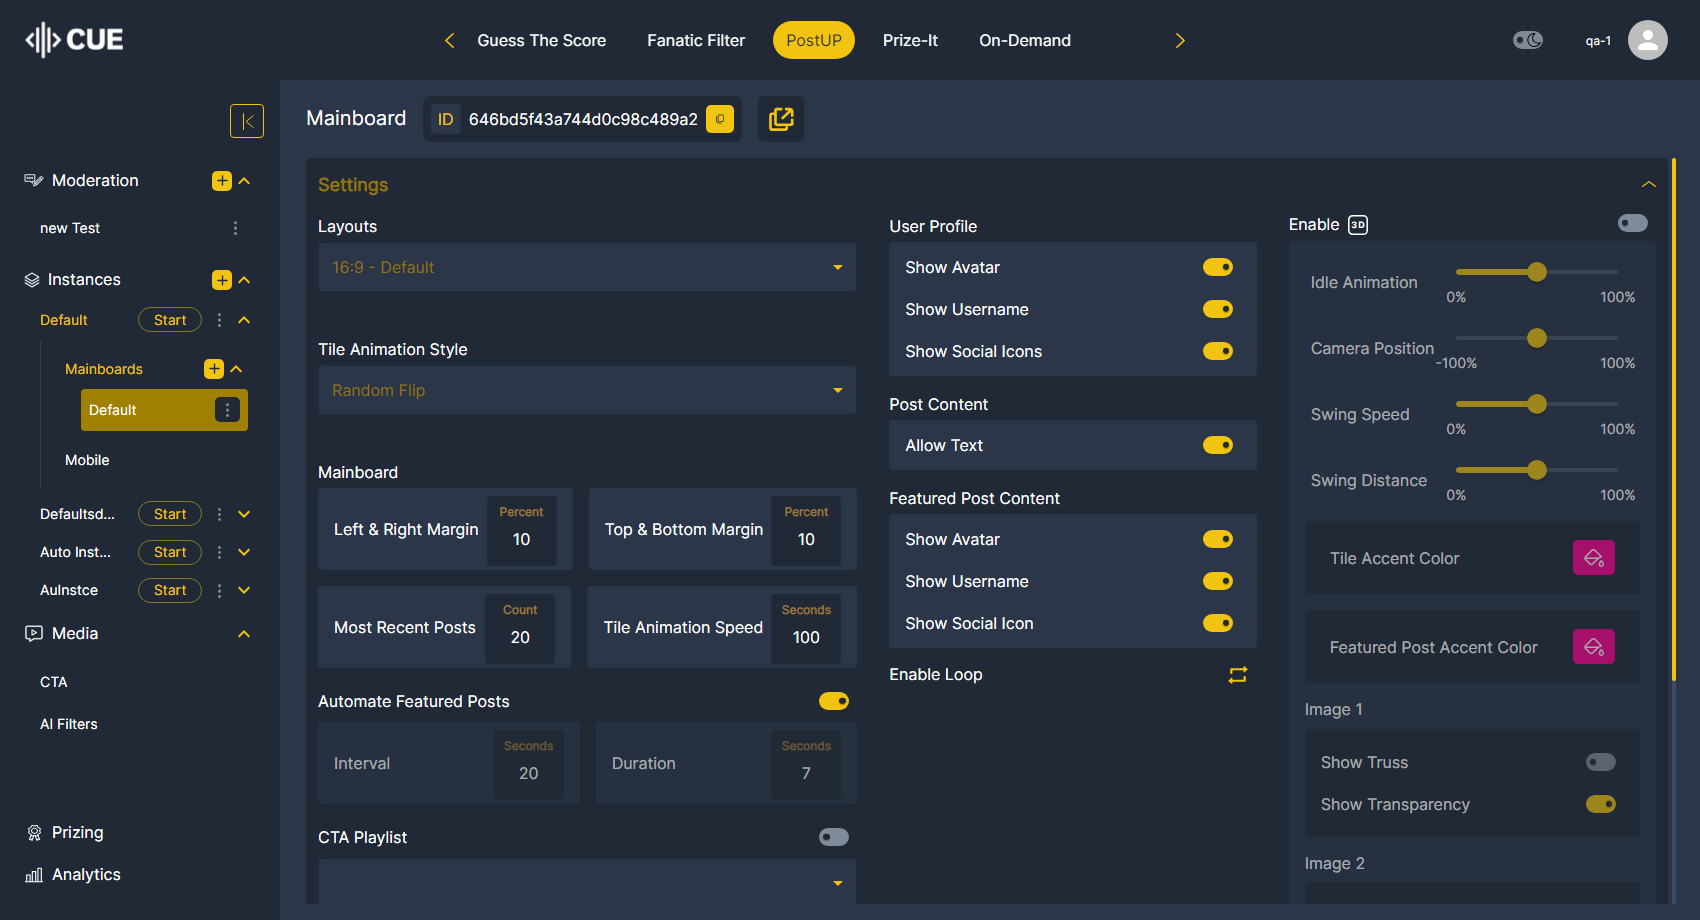 CUE
Guess The Score
Fanatic Filter
PostUP
Prize-It
On-Demand
qa-1
Moderation
new Test
Instances
Default
Start
Mainboards
Default
Mobile
Defaultsd...
Start
Auto Inst...
Start
AuInstce
Start
Media
CTA
AI Filters
Prizing
Analytics
Mainboard
ID 646bd5f43a744d0c98c489a2
Settings
Layouts
16:9 - Default
Tile Animation Style
Random Flip
Mainboard
Left & Right Margin
Percent
10
Top & Bottom Margin
Percent
10
Most Recent Posts
Count
20
Tile Animation Speed
Seconds
100
Automate Featured Posts
Interval
Seconds
20
Duration
Seconds
7
CTA Playlist
User Profile
Show Avatar
Show Username
Show Social Icons
Post Content
Allow Text
Featured Post Content
Show Avatar
Show Username
Show Social Icon
Enable Loop
Enable 3D
Idle Animation
0% 100%
Camera Position
-100% 100%
Swing Speed
0% 100%
Swing Distance
0% 100%
Tile Accent Color
Featured Post Accent Color
Image 1
Show Truss
Show Transparency
Image 2